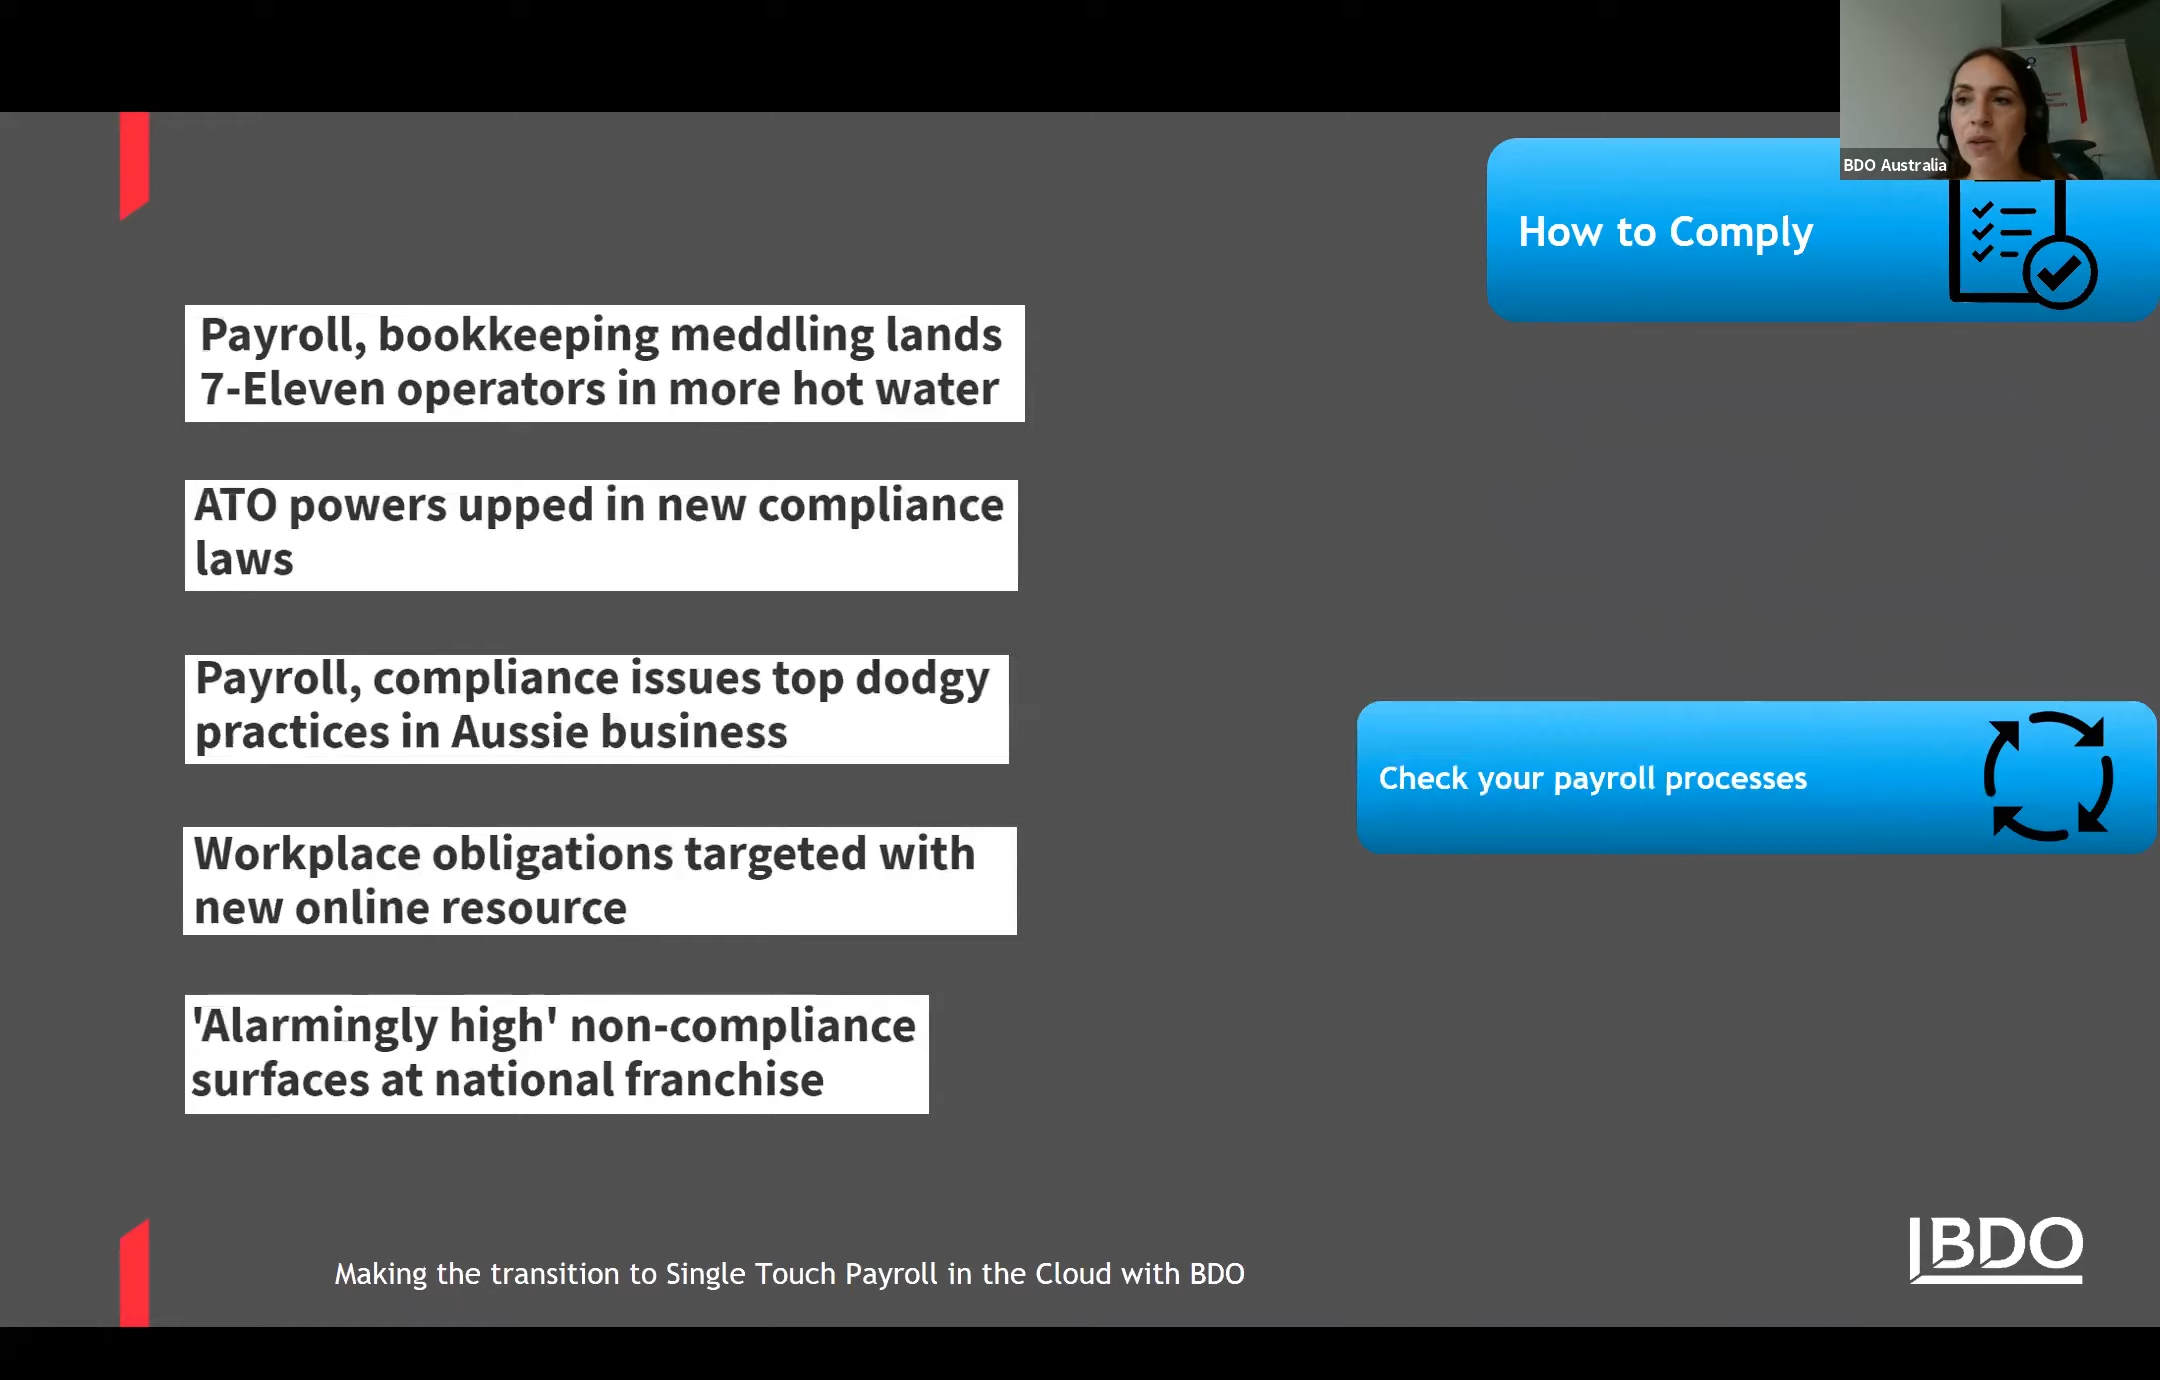 BDO Australia
How to Comply
Payroll, bookkeeping meddling lands
7-Eleven operators in more hot water
ATO powers upped in new compliance
laws
Payroll, compliance issues top dodgy
practices in Aussie business
Check your payroll processes
Workplace obligations targeted with
new online resource
'Alarmingly high' non-compliance
surfaces at national franchise
Making the transition to Single Touch Payroll in the Cloud with BDO
BDO